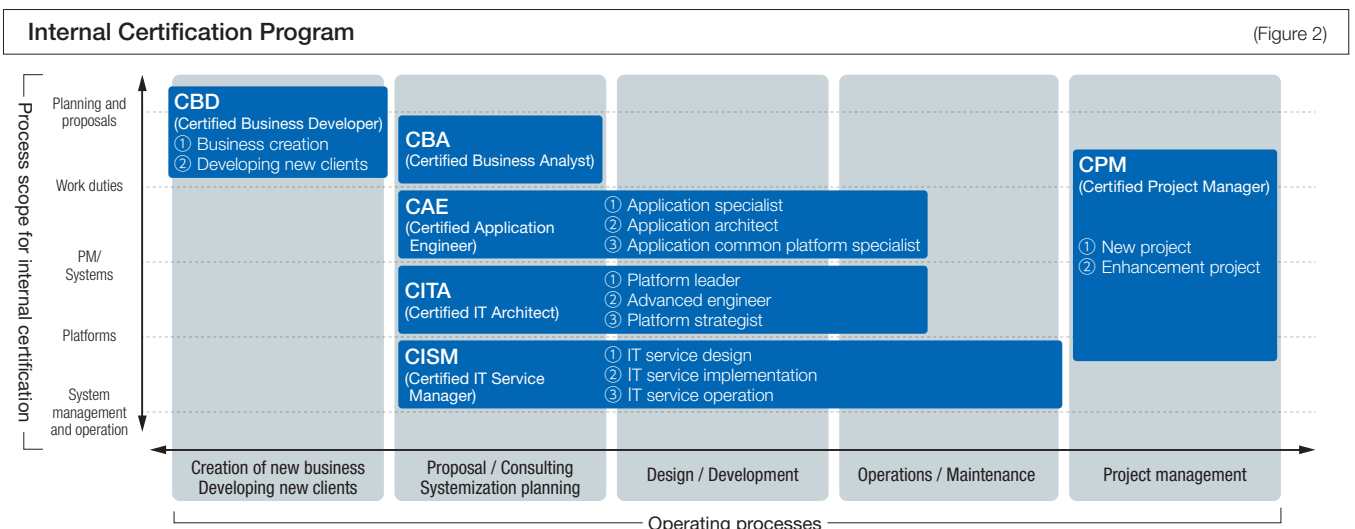 Internal Certification Program
(Figure 2)
Process scope for internal certification
Planning and
proposals
Work duties
PM/
Systems
Platforms
System
management
and operation
CBD
(Certified Business Developer)
① Business creation
② Developing new clients
CBA
(Certified Business Analyst)
CAE
(Certified Application
Engineer)
① Application specialist
② Application architect
③ Application common platform specialist
CITA
(Certified IT Architect)
① Platform leader
② Advanced engineer
③ Platform strategist
CISM
(Certified IT Service
Manager)
① IT service design
② IT service implementation
③ IT service operation
CPM
(Certified Project Manager)
① New project
② Enhancement project
Creation of new business
Developing new clients
Proposal / Consulting
Systemization planning
Design / Development
Operations / Maintenance
Project management
Operating processes